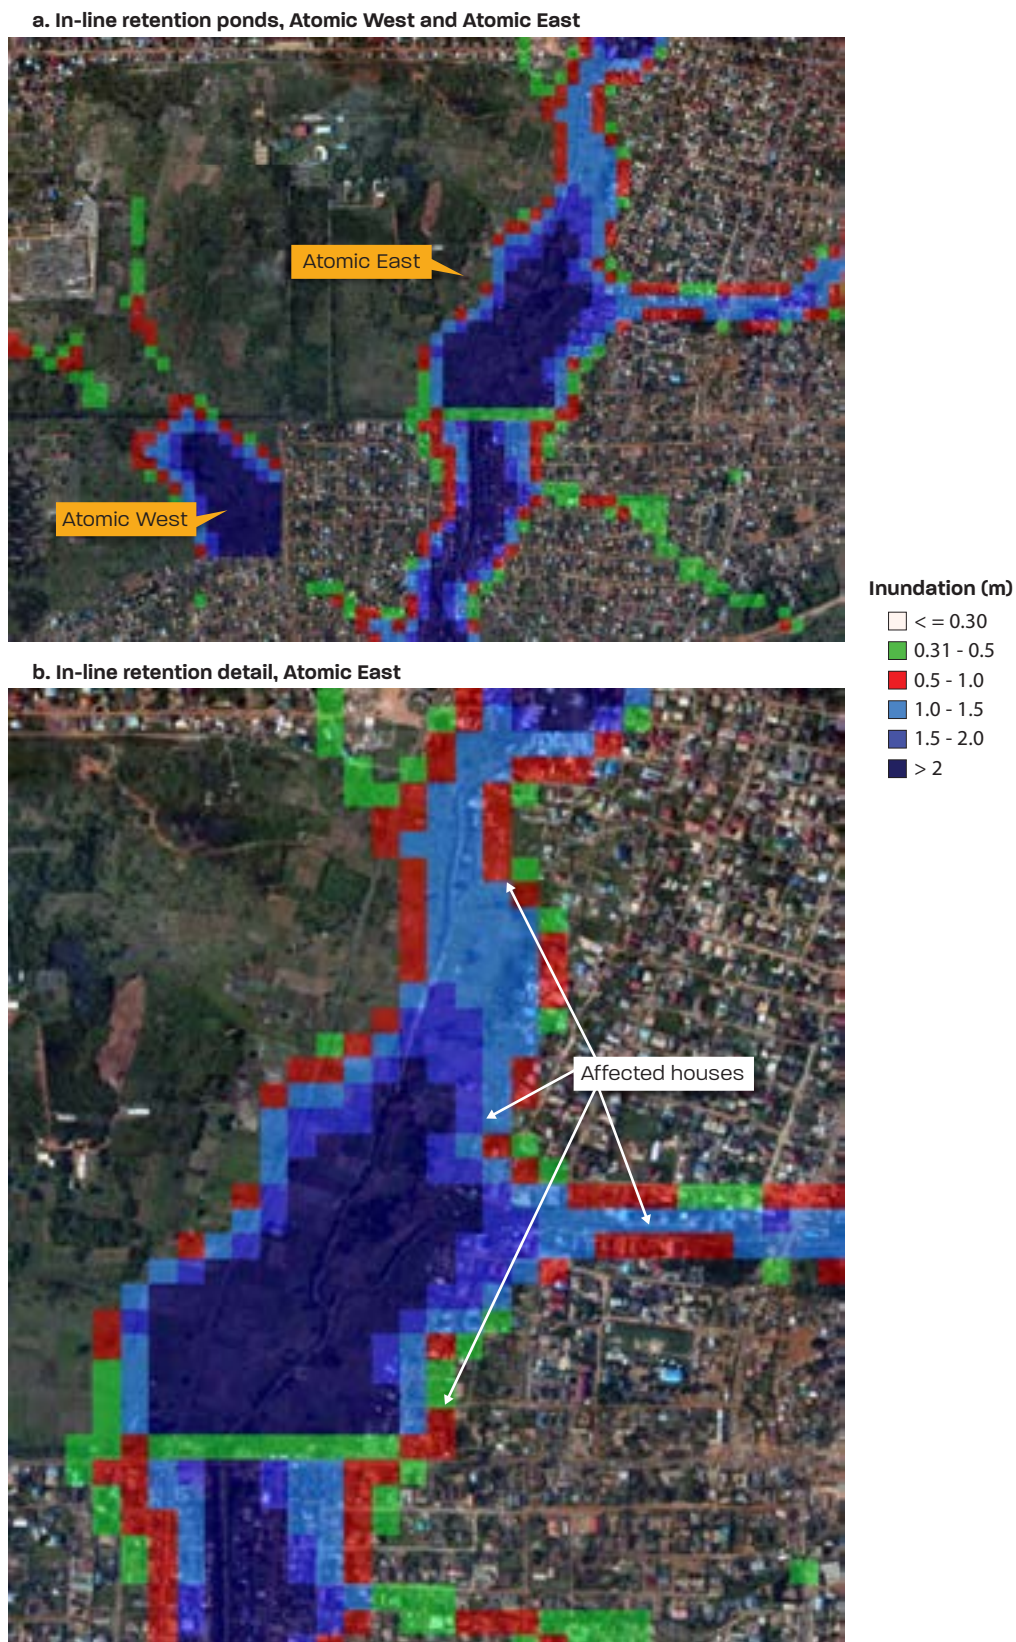 a. In-line retention ponds, Atomic West and Atomic East
Atomic East
Atomic West
Inundation (m)
< = 0.30
0.31 - 0.5
0.5 - 1.0
1.0 - 1.5
1.5 - 2.0
> 2
b. In-line retention detail, Atomic East
Affected houses